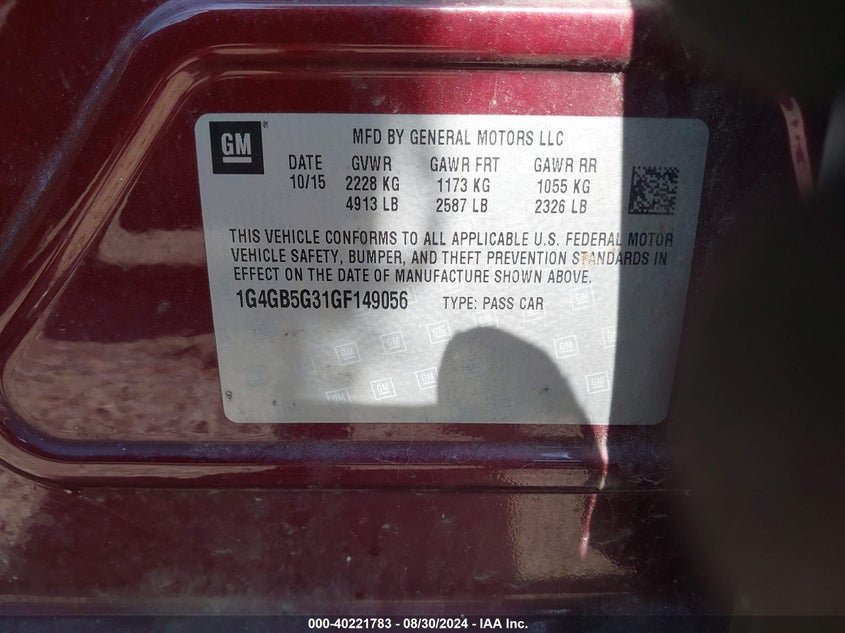 GM
MFD BY GENERAL MOTORS LLC
DATE GVWR GAWR FRT GAWR RR
10/15 2228 KG 1173 KG 1055 KG
4913 LB 2587 LB 2326 LB
THIS VEHICLE CONFORMS TO ALL APPLICABLE U.S. FEDERAL MOTOR
VEHICLE SAFETY, BUMPER, AND THEFT PREVENTION STANDARDS IN
EFFECT ON THE DATE OF MANUFACTURE SHOWN ABOVE.
1G4GB5G31GF149056 TYPE: PASS CAR
000-40221783 - 08/30/2024 - IAA Inc.